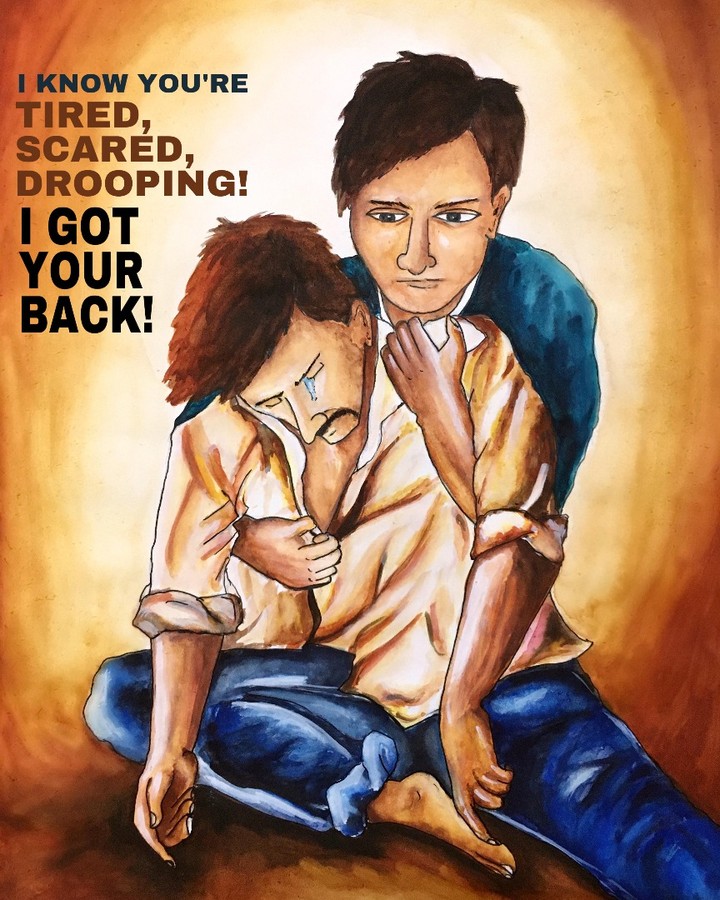 I KNOW YOU'RE
TIRED,
SCARED,
DROOPING!
I GOT
YOUR
BACK!